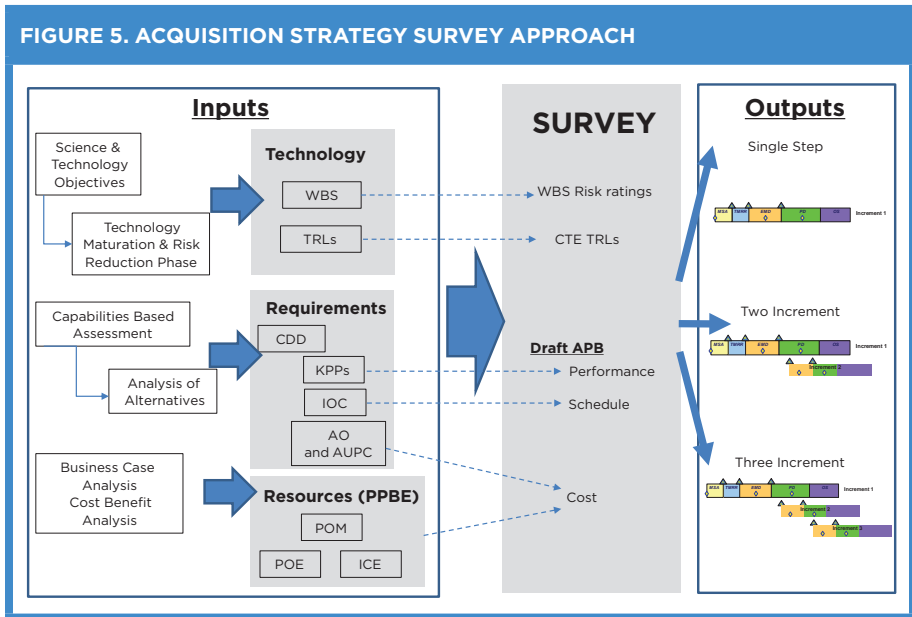 FIGURE 5. ACQUISITION STRATEGY SURVEY APPROACH
Inputs
Science &
Technology
Objectives
Technology
Maturation & Risk
Reduction Phase
Technology
WBS
TRLs
Capabilities Based
Assessment
Analysis of
Alternatives
Requirements
CDD
KPPs
IOC
AO
and AUPC
Business Case
Analysis
Cost Benefit
Analysis
Resources (PPBE)
POM
POE
ICE
SURVEY
WBS Risk ratings
CTE TRLs
Draft APB
Performance
Schedule
Cost
Outputs
Single Step
MSA TMRR EMD PD OS Increment 1
Two Increment
MSA TMRR EMD PD OS Increment 1
Increment 2
Three Increment
MSA TMRR EMD PD OS Increment 1
Increment 2
Increment 3